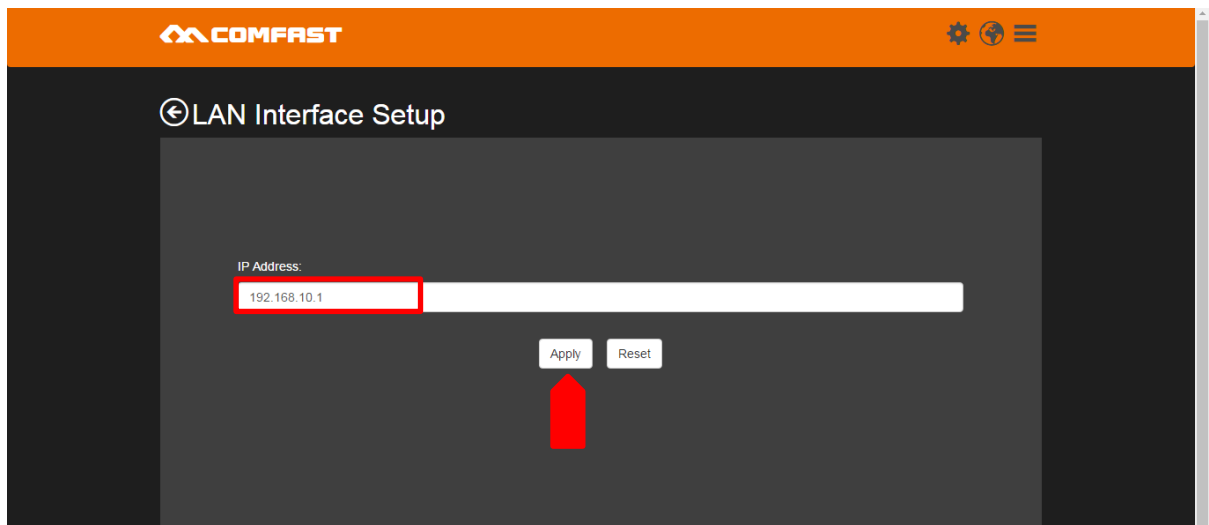 COMFAST
LAN Interface Setup
IP Address:
192.168.10.1
Apply Reset